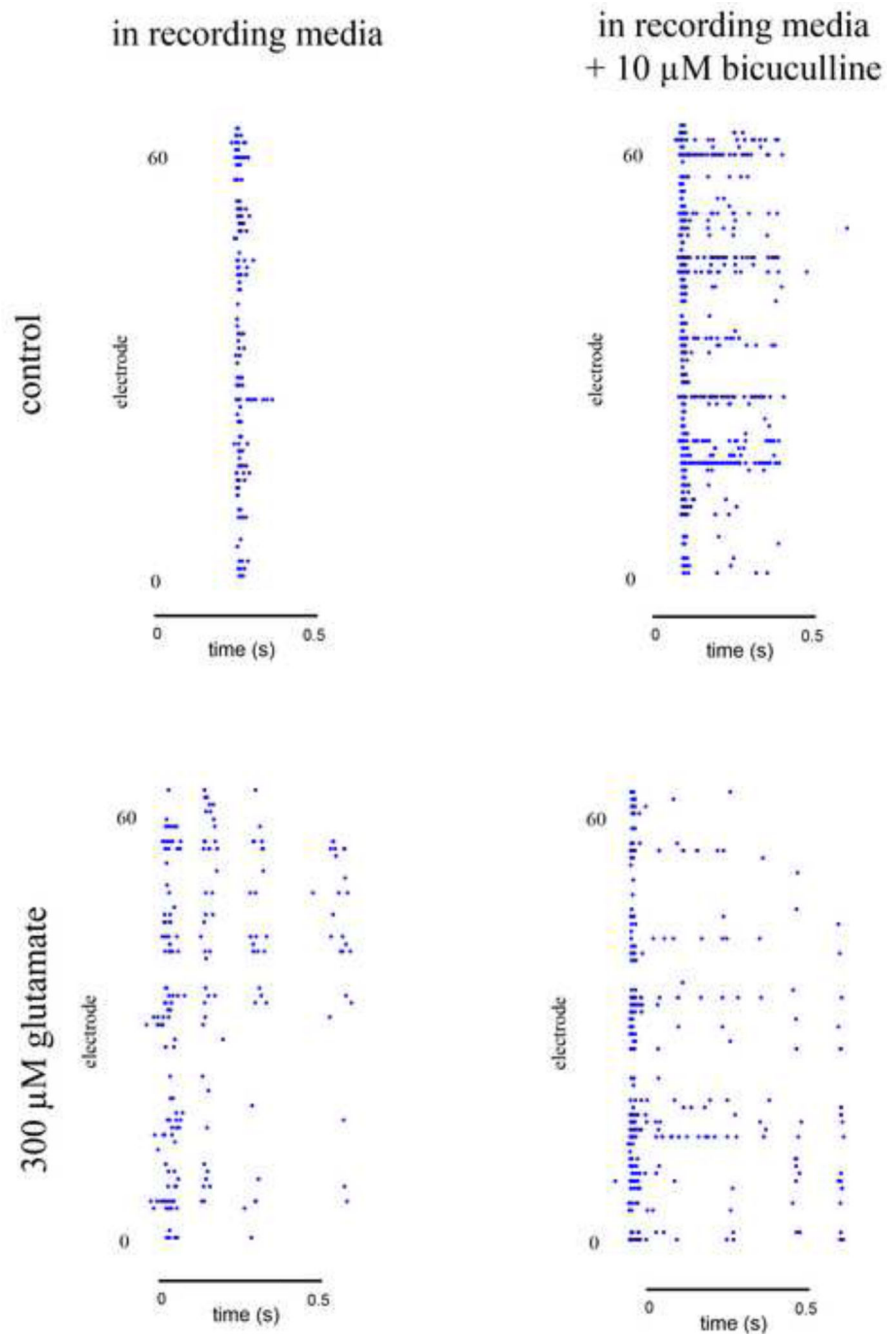 in recording media
in recording media
+ 10 µM bicuculline
control
electrode
60
0
0
0.5
time (s)
electrode
60
0
0
0.5
time (s)
300 µM glutamate
electrode
60
0
0
0.5
time (s)
electrode
60
0
0
0.5
time (s)